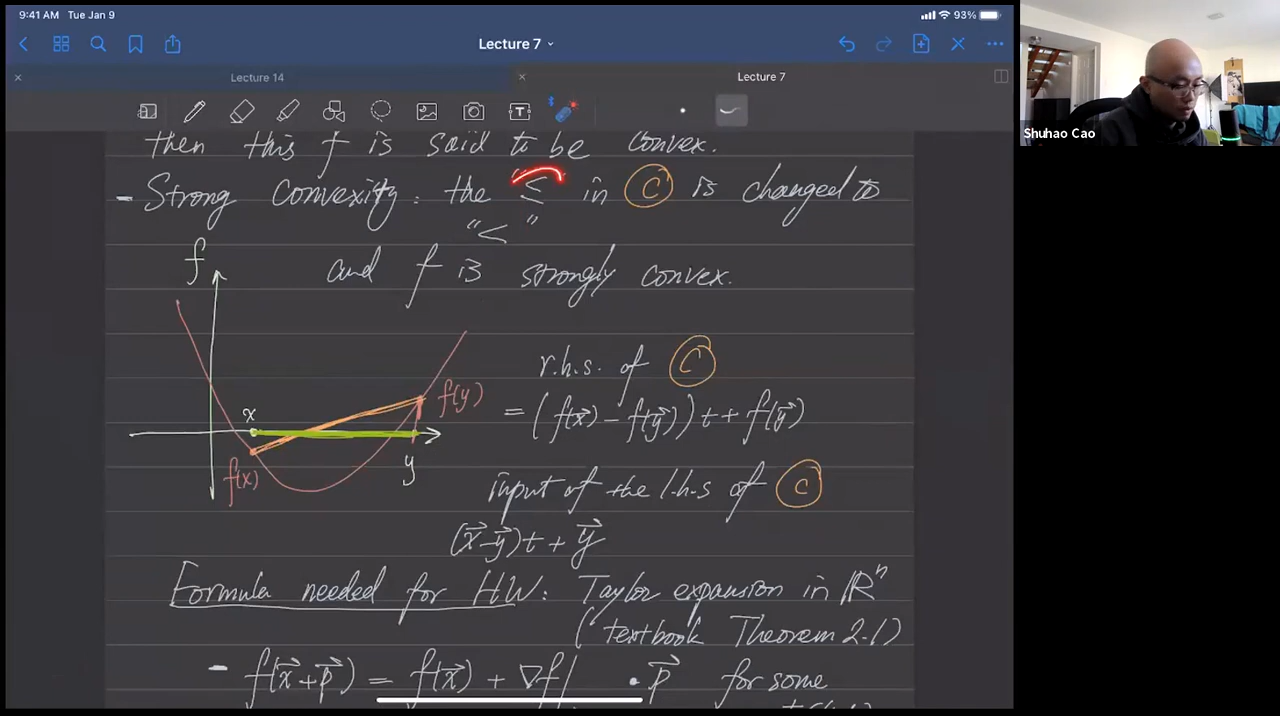 9:41 AM Tue Jan 9
93%
Lecture 7
Lecture 14
Lecture 7
Shuhao Cao
then this f is said to be convex.
- Strong Convexity: the "≤" in Ⓒ is changed to
"<"
and f is strongly convex.
f
x
f(y)
f(x)
y
r.h.s. of Ⓒ
= (f(x⃗) - f(y⃗))t + f(y⃗)
input of the l.h.s of Ⓒ
(x⃗-y⃗)t + y⃗
Formula needed for HW: Taylor expansion in ℝⁿ
(textbook Theorem 2.1)
- f(x⃗+p⃗) = f(x⃗) + ∇f| · p⃗ for some